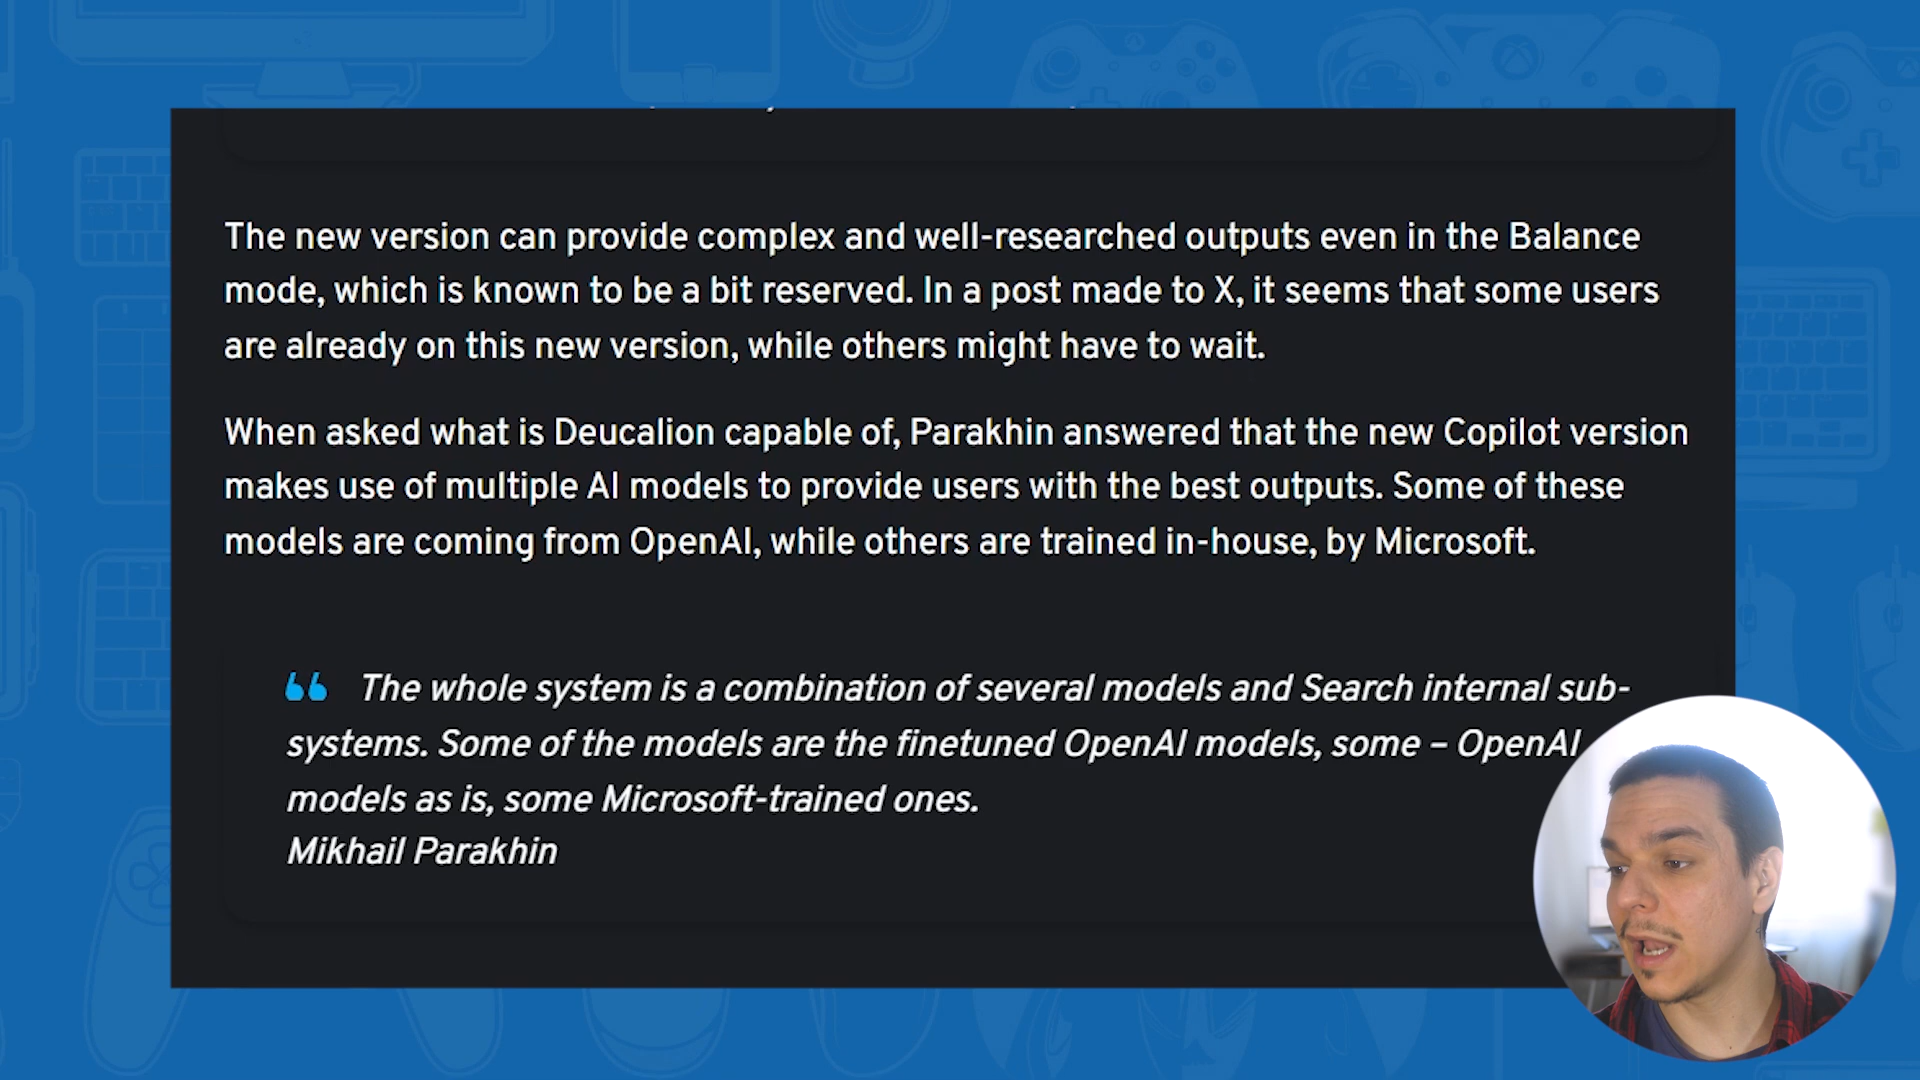 The new version can provide complex and well-researched outputs even in the Balance
mode, which is known to be a bit reserved. In a post made to X, it seems that some users
are already on this new version, while others might have to wait.
When asked what is Deucalion capable of, Parakhin answered that the new Copilot version
makes use of multiple AI models to provide users with the best outputs. Some of these
models are coming from OpenAI, while others are trained in-house, by Microsoft.
“ The whole system is a combination of several models and Search internal sub-
systems. Some of the models are the finetuned OpenAI models, some – OpenAI
models as is, some Microsoft-trained ones.
Mikhail Parakhin